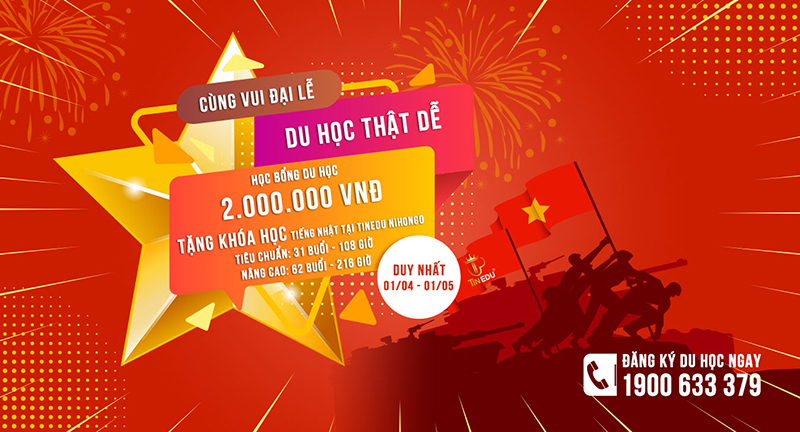 CÙNG VUI ĐẠI LỄ
DU HỌC THẬT DỄ
HỌC BỔNG DU HỌC
2.000.000 VNĐ
TẶNG KHÓA HỌC TIẾNG NHẬT TẠI TINEDU NIHONGO
TIÊU CHUẨN: 31 BUỔI - 108 GIỜ
NÂNG CAO: 62 BUỔI - 216 GIỜ
DUY NHẤT
01/04 - 01/05
TINEDU
ĐĂNG KÝ DU HỌC NGAY
1900 633 379